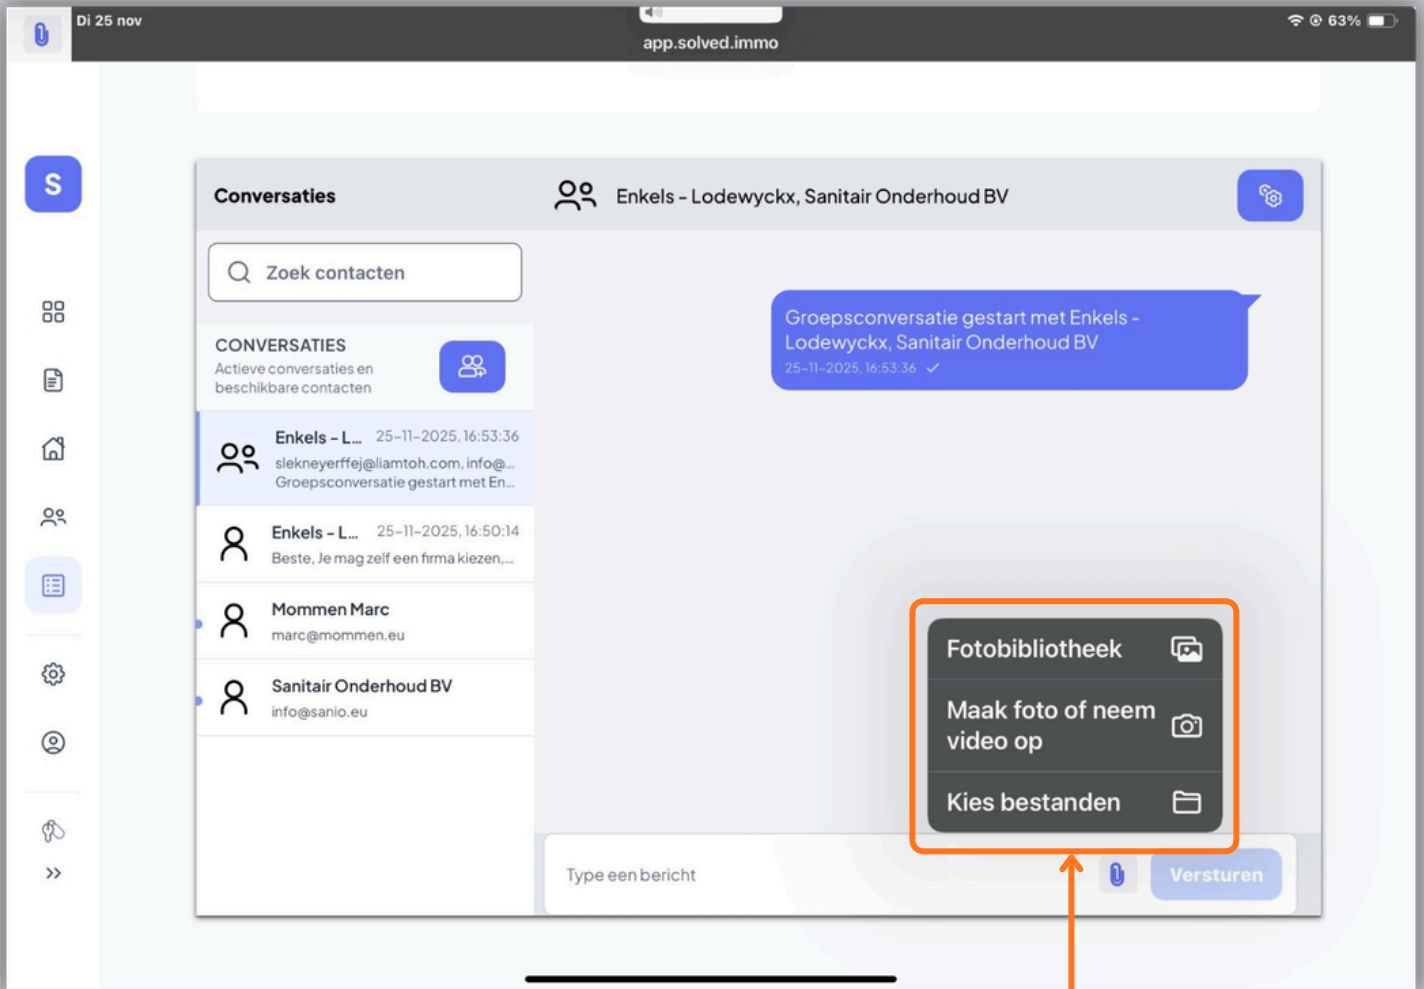 Di 25 nov
63%
app.solved.immo
S
Conversaties
Enkels - Lodewyckx, Sanitair Onderhoud BV
Zoek contacten
CONVERSATIES
Actieve conversaties en
beschikbare contacten
Enkels - L... 25-11-2025, 16:53:36
slekneyerffej@liamtoh.com, info@...
Groepsconversatie gestart met En...
Enkels - L... 25-11-2025, 16:50:14
Beste, Je mag zelf een firma kiezen,...
Mommen Marc
marc@mommen.eu
Sanitair Onderhoud BV
info@sanio.eu
Groepsconversatie gestart met Enkels -
Lodewyckx, Sanitair Onderhoud BV
25-11-2025, 16:53:36
Fotobibliotheek
Maak foto of neem
video op
Kies bestanden
Type een bericht
Versturen